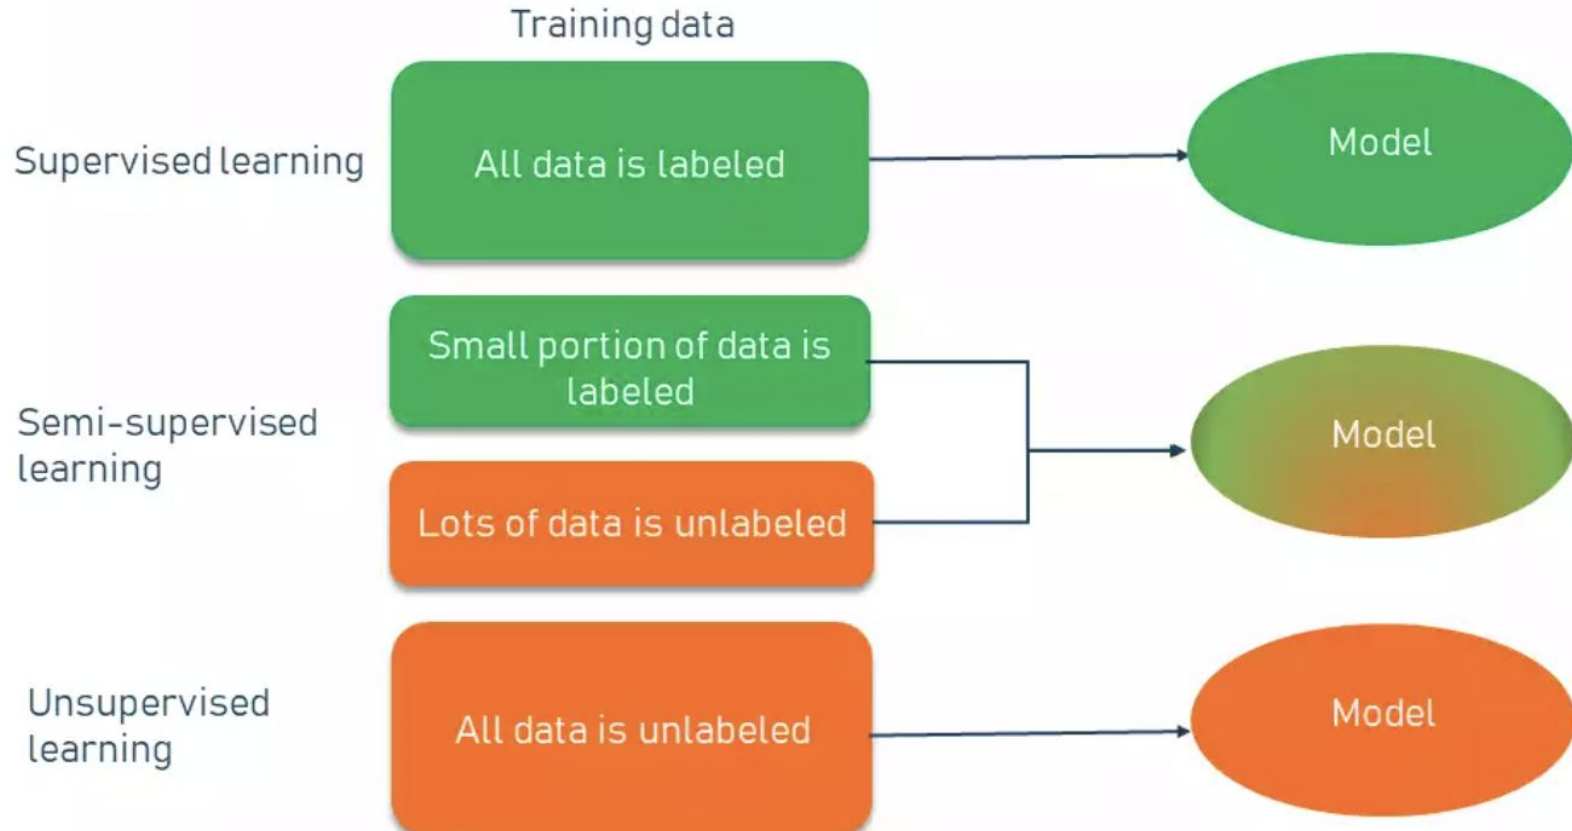 Training data
Supervised learning
All data is labeled
Model
Semi-supervised
learning
Small portion of data is
labeled
Lots of data is unlabeled
Model
Unsupervised
learning
All data is unlabeled
Model